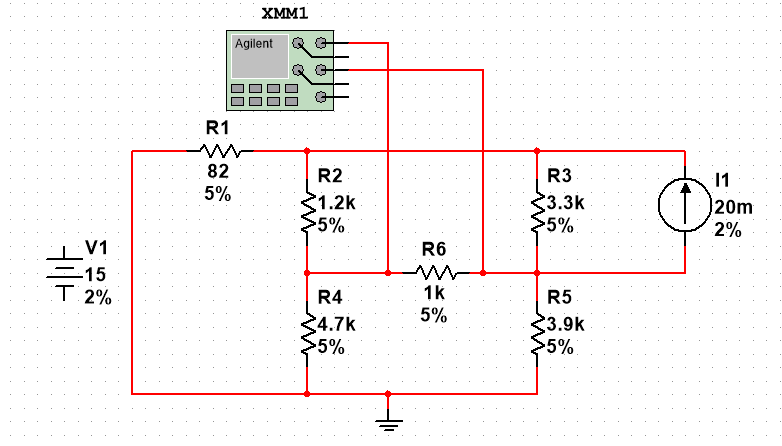 XMM1
Agilent
R1
82
5%
R2
1.2k
5%
R3
3.3k
5%
I1
20m
2%
V1
15
2%
R6
1k
5%
R4
4.7k
5%
R5
3.9k
5%